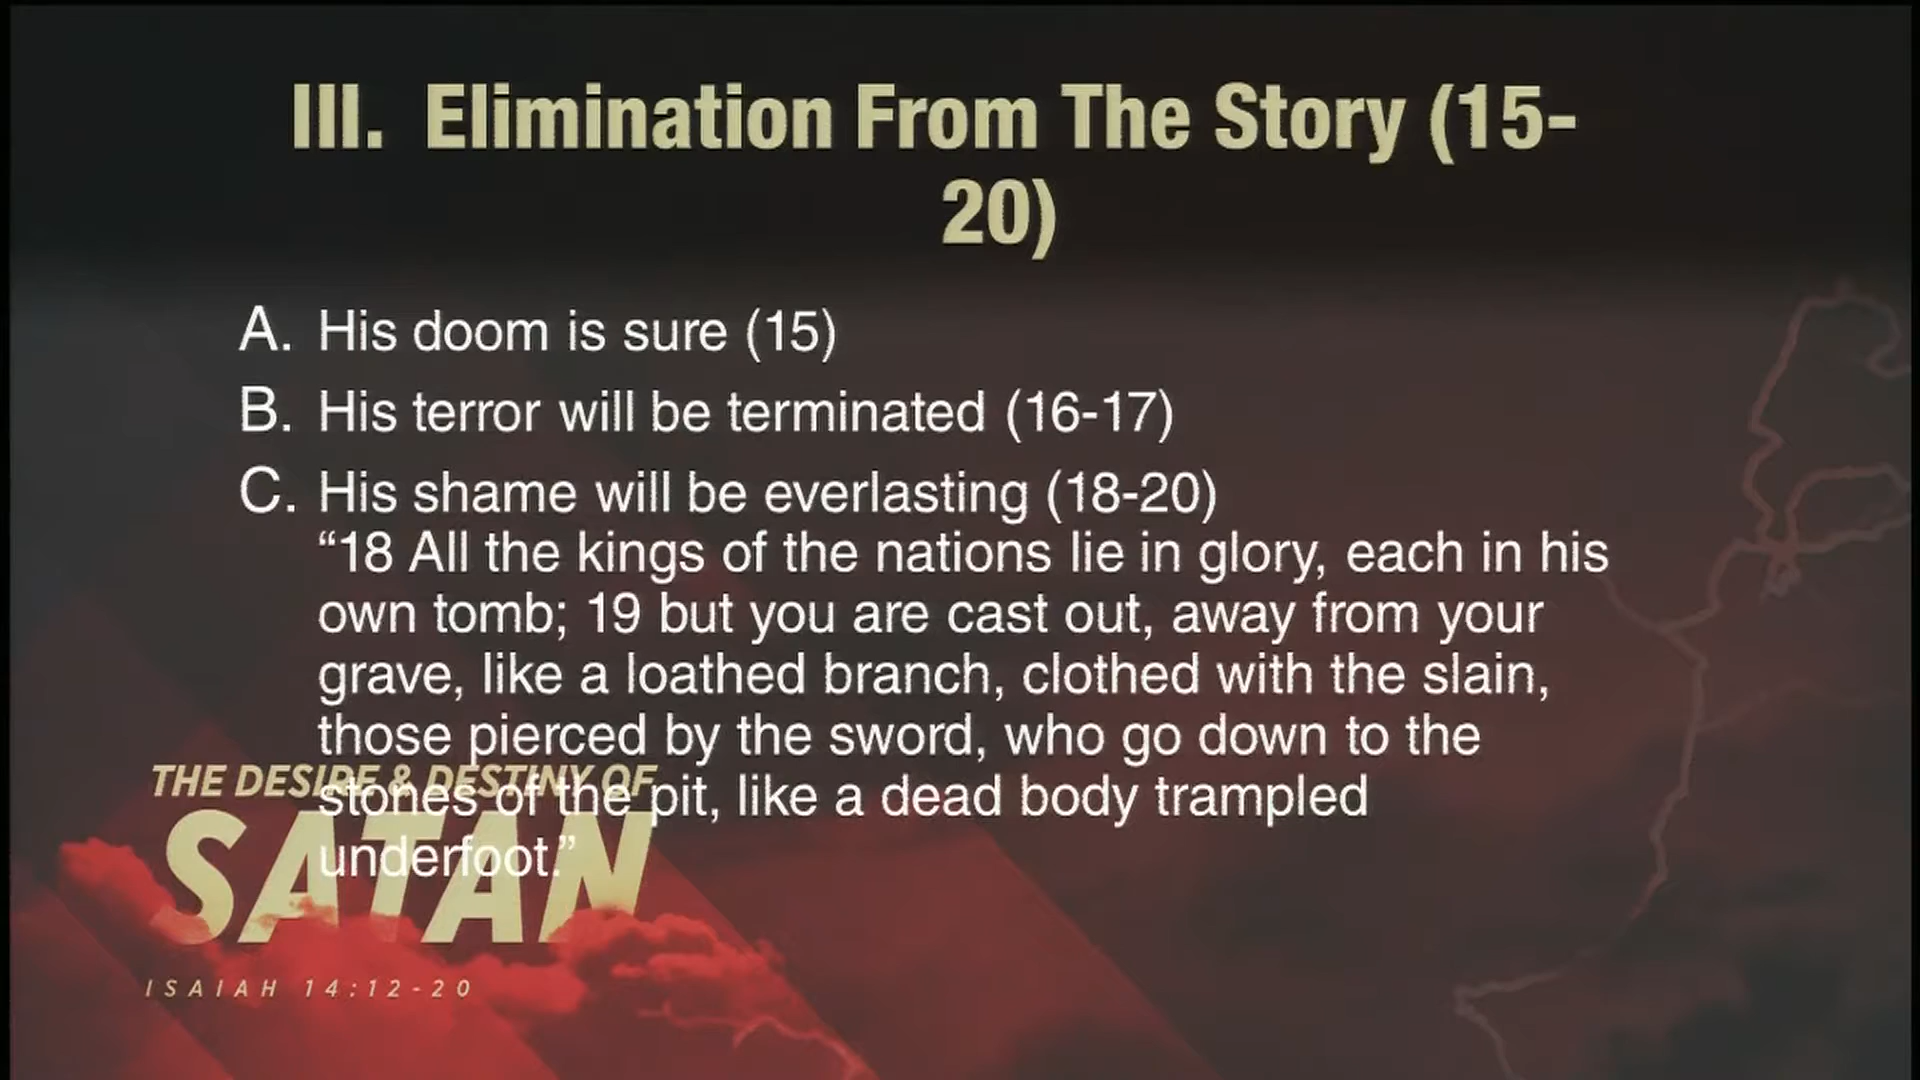 III. Elimination From The Story (15-
20)
A. His doom is sure (15)
B. His terror will be terminated (16-17)
C. His shame will be everlasting (18-20)
“18 All the kings of the nations lie in glory, each in his
own tomb; 19 but you are cast out, away from your
grave, like a loathed branch, clothed with the slain,
those pierced by the sword, who go down to the
stones of the pit, like a dead body trampled
underfoot.”
THE DESIRE & DESTINY OF
SATAN
ISAIAH 14:12-20